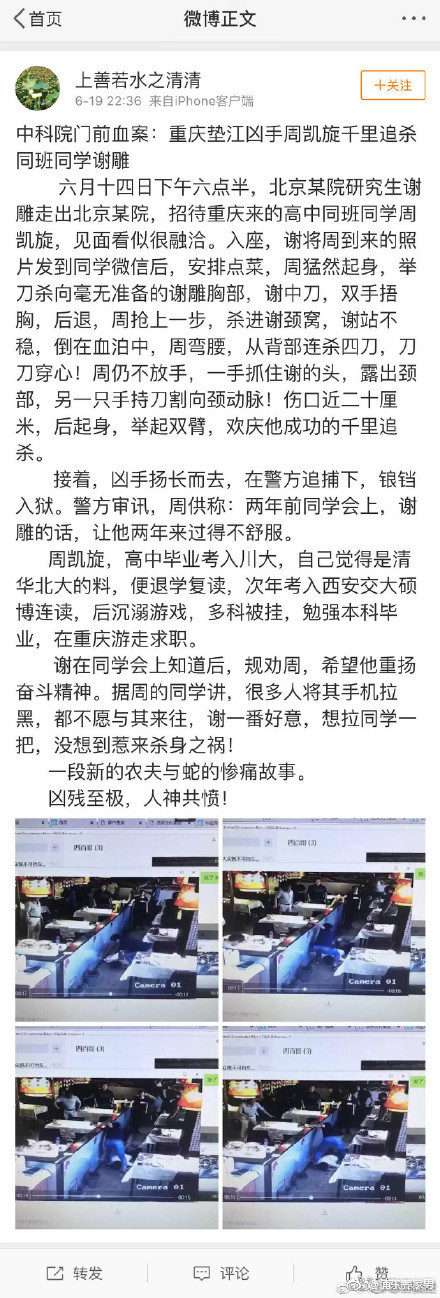 首页
微博正文
上善若水之清清
6-19 22:36 来自iPhone客户端
+关注
中科院门前血案：重庆垫江凶手周凯旋千里追杀
同班同学谢雕
六月十四日下午六点半，北京某院研究生谢
雕走出北京某院，招待重庆来的高中同班同学周
凯旋，见面看似很融洽。入座，谢将周到来的照
片发到同学微信后，安排点菜，周猛然起身，举
刀杀向毫无准备的谢雕胸部，谢中刀，双手捂
胸，后退，周抢上一步，杀进谢颈窝，谢站不
稳，倒在血泊中，周弯腰，从背部连杀四刀，刀
刀穿心！周仍不放手，一手抓住谢的头，露出颈
部，另一只手持刀割向颈动脉！伤口近二十厘
米，后起身，举起双臂，欢庆他成功的千里追
杀。
接着，凶手扬长而去，在警方追捕下，锒铛
入狱。警方审讯，周供称：两年前同学会上，谢
雕的话，让他两年来过得不舒服。
周凯旋，高中毕业考入川大，自己觉得是清
华北大的料，便退学复读，次年考入西安交大硕
博连读，后沉溺游戏，多科被挂，勉强本科毕
业，在重庆游走求职。
谢在同学会上知道后，规劝周，希望他重扬
奋斗精神。据周的同学讲，很多人将其手机拉
黑，都不愿与其来往，谢一番好意，想拉同学一
把，没想到惹来杀身之祸！
一段新的农夫与蛇的惨痛故事。
凶残至极，人神共愤！
四百哥 (3)
Camera 01
四百哥 (3)
Camera 01
四百哥 (3)
Camera 01
四百哥 (3)
Camera 01
转发
评论
赞